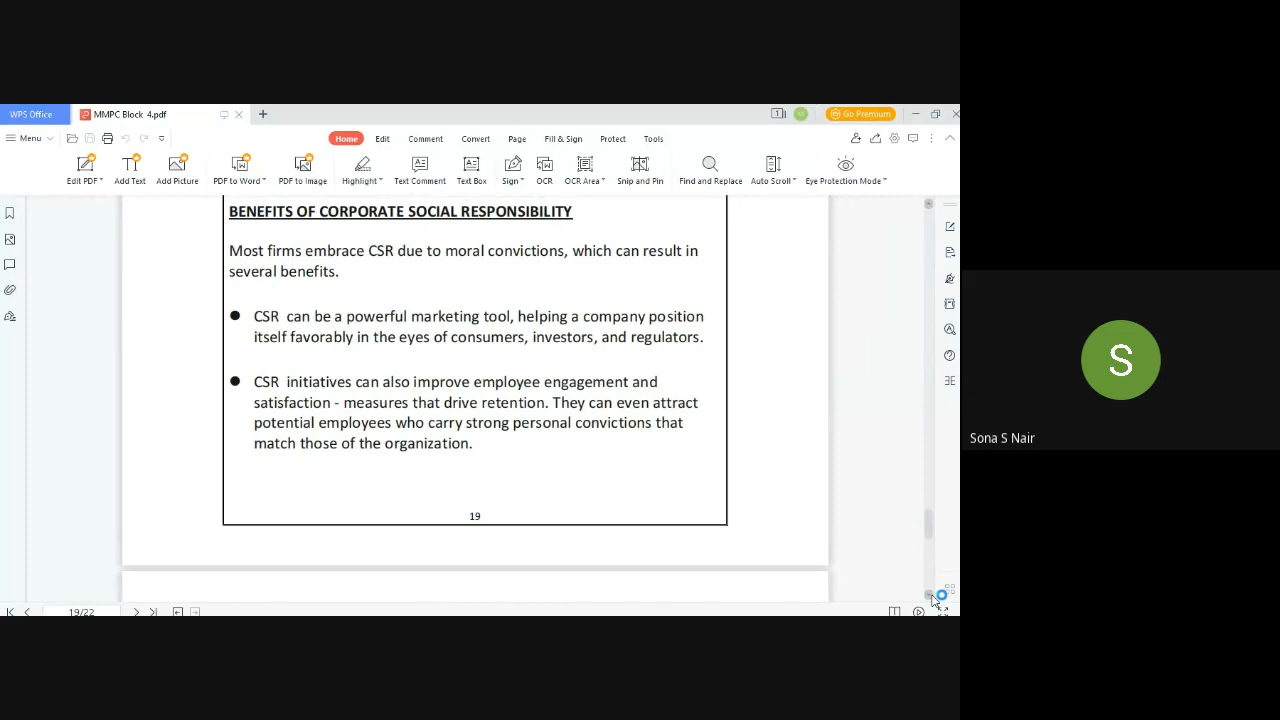 WPS Office
MMPC Block 4.pdf
Go Premium
Menu
Home
Edit
Comment
Convert
Page
Fill & Sign
Protect
Tools
Edit PDF
Add Text
Add Picture
PDF to Word
PDF to Image
Highlight
Text Comment
Text Box
Sign
OCR
OCR Area
Snip and Pin
Find and Replace
Auto Scroll
Eye Protection Mode
BENEFITS OF CORPORATE SOCIAL RESPONSIBILITY
Most firms embrace CSR due to moral convictions, which can result in
several benefits.
● CSR can be a powerful marketing tool, helping a company position
itself favorably in the eyes of consumers, investors, and regulators.
● CSR initiatives can also improve employee engagement and
satisfaction - measures that drive retention. They can even attract
potential employees who carry strong personal convictions that
match those of the organization.
19
19/22
S
Sona S Nair